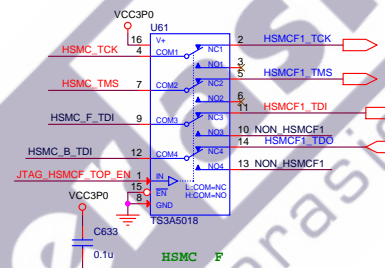 VCC3P0
U61
16 V+
HSMC_TCK 4 COM1 NC1 2 HSMCF1_TCK
NO1 3
HSMC_TMS 7 COM2 NC2 5 HSMCF1_TMS
NO2 6
HSMC_F_TDI 9 COM3 NC3 11 HSMCF1_TDI
NO3 10 NON_HSMCF1
HSMC_B_TDI 12 COM4 NC4 14 HSMCF1_TDO
NO4 13 NON_HSMCF1
JTAG_HSMCF_TOP_EN 1 IN
L:COM=NC
15 EN H:COM=NO
8 GND
VCC3P0
TS3A5018
C633
0.1u
HSMC F